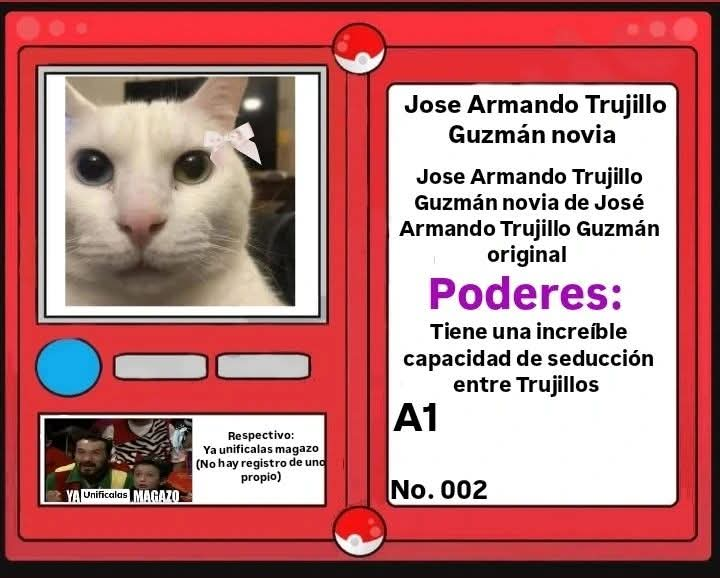 Jose Armando Trujillo
Guzmán novia
Jose Armando Trujillo
Guzmán novia de José
Armando Trujillo Guzmán
original
Poderes:
Tiene una increíble
capacidad de seducción
entre Trujillos
A1
No. 002
Respectivo:
Ya unificalas magazo
(No hay registro de uno
propio)
YA Unificalas MAGAZO